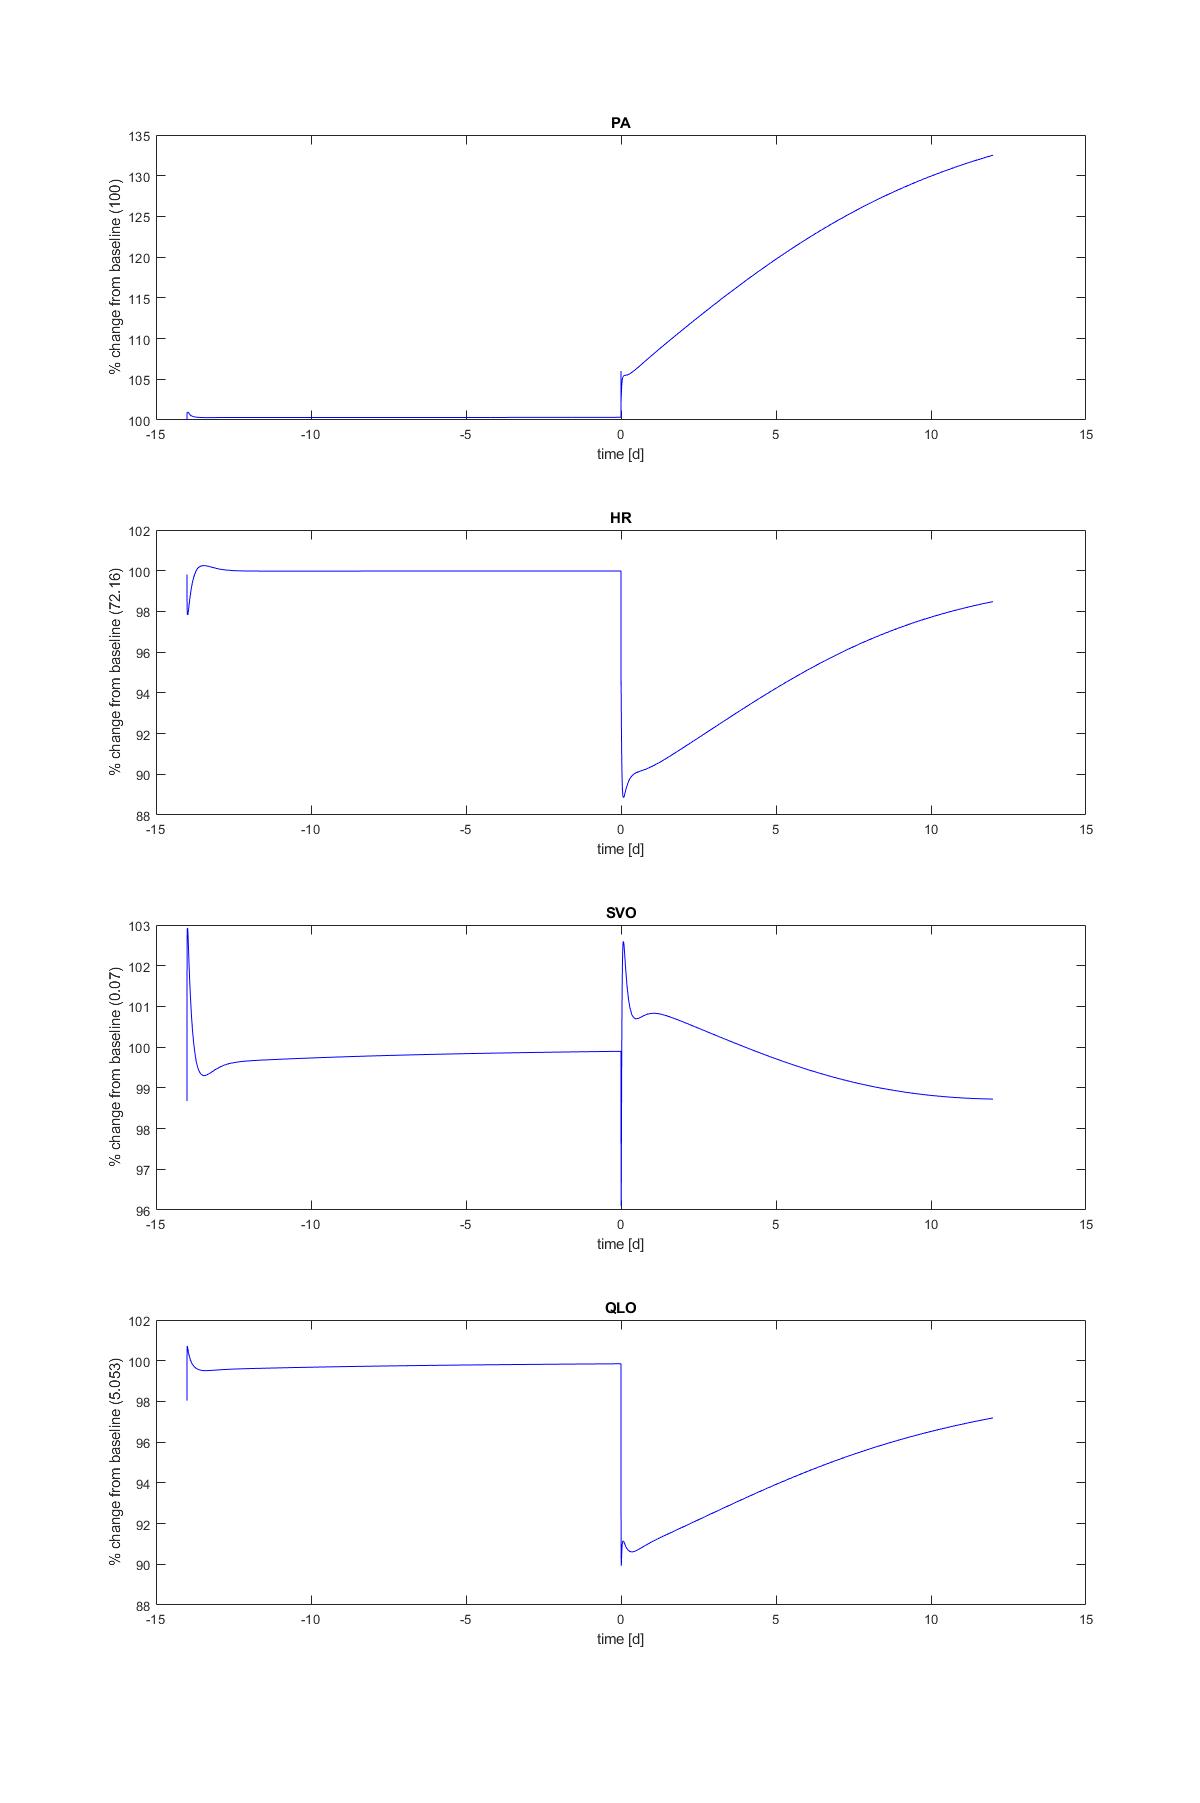 PA
135
130
125
120
115
110
105
100
% change from baseline (100)
-15 -10 -5 0 5 10 15
time [d]
HR
102
100
98
96
94
92
90
88
% change from baseline (72.16)
-15 -10 -5 0 5 10 15
time [d]
SVO
103
102
101
100
99
98
97
96
% change from baseline (0.07)
-15 -10 -5 0 5 10 15
time [d]
QLO
102
100
98
96
94
92
90
88
% change from baseline (5.053)
-15 -10 -5 0 5 10 15
time [d]